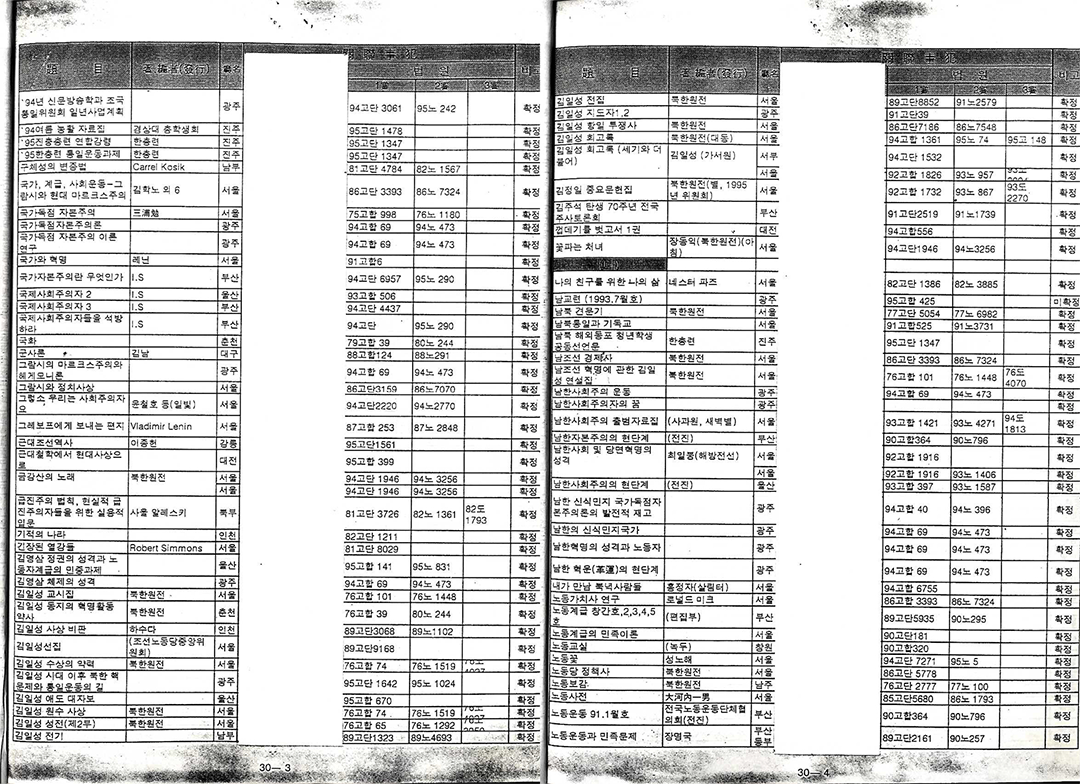 題 目 著編者(發行) 廳名 關聯事犯 비고
법 원
1심 2심 3심
'94년 신문방송학과 조국 통일위원회 일년사업계획 광주 94고단 3061 95노 242 확정
'94여름 농활 자료집 경상대 총학생회 진주 95고단 1478 확정
'95진총총련 연합강령 한총련 진주 95고단 1347 확정
'95한총련 통일운동과제 한총련 진주 95고단 1347 확정
구체성의 변증법 Carrel Kosik 남부 81고단 4784 82노 1567 확정
국가, 계급, 사회운동-그람시와 현대 마르크스주의 김학노 외 6 서울 86고단 3393 86노 7324 확정
국가독점 자본주의 三浦勉 서울 75고합 998 76노 1180 확정
국가독점 자본주의론 광주 94고합 69 94노 473 확정
국가독점 자본주의 이론 연구 광주 94고합 69 94노 473 확정
국가와 혁명 레닌 서울 91고합6 확정
국가자본주의란 무엇인가 I.S 부산 94고단 6957 95노 290 확정
국제사회주의자 2 I.S 울산 93고합 506 확정
국제사회주의자 3 I.S 부산 94고단 4437 확정
국제사회주의자들을 석방하라 I.S 부산 94고단 95노 290 확정
국화 춘천 79고합 39 80노 244 확정
군사론 김남 대구 88고합124 88노291 확정
그람시의 마르크스주의와 헤게모니론 광주 94고합 69 94노 473 확정
그람시와 정치사상 서울 86고단3159 86노7070 확정
그렇소 우리는 사회주의자요 윤철호 등(일빛) 서울 94고단2220 94노2770 확정
그레보프에게 보내는 편지 Vladimir Lenin 서울 87고합 253 87노 2848 확정
근대조선역사 이종현 강릉 95고단1561 확정
근대철학에서 현대사상으로 대전 95고합 399 확정
금강산의 노래 북한원전 서울 94고단 1946 94노 3256 확정
서울 94고단 1946 94노 3256 확정
급진주의의 법칙, 현실적 급진주의자들을 위한 실용적 입문 사울 알레스키 북부 81고단 3726 82노 1361 82도 1793 확정
기적의 나라 인천 82고단 1211 확정
긴장된 열강들 Robert Simmons 서울 81고단 8029 확정
김영삼 정권의 성격과 노동자계급의 민중과제 울산 95고합 141 95노 831 확정
김영삼 체제의 성격 광주 94고합 69 94노 473 확정
김일성 교시집 북한원전 서울 76고합 101 76노 1448 확정
김일성 동지의 혁명활동 약사 북한원전 춘천 76고합 39 80노 244 확정
김일성 사상 비판 하수다 인천 89고단3068 89노1102 확정
김일성선집 (조선노동당중앙위원회) 서울 89고단9168 확정
김일성 수상의 약력 북한원전 서울 76고합 74 76노 1519 확정
김일성 시대 이후 북한 핵문제와 통일운동의 길 광주 95고단 1642 95노 1024 확정
김일성 애도 대자보 울산 95고합 670 확정
김일성 원수 사상 북한원전 서울 76고합 74 76노 1519 확정
김일성 성전(제2부) 북한원전 서울 76고합 65 76노 1292 확정
김일성 전기 남부 89고단1323 89노4693 확정
30— 3
題 目 著編者(發行) 廳名 關聯事犯 비고
법 원
1심 2심 3심
김일성 전집 북한원전 서울 89고단8852 91노2579 확정
김일성 지도자1,2 광주 91고단39 확정
김일성 항일 투쟁사 북한원전 서울 86고단7186 86노7548 확정
김일성 회고록 북한원전(대동) 서울 94고합 1361 95노 74 95도 148 확정
김일성 회고록 (세기와 더불어) 김일성 (가서원) 서부 94고단 1532 확정
서울 92고합 1826 93노 957 확정
김정일 중요문헌집 북한원전(별, 1995년 위원회) 서울 92고합 1732 93노 867 93도 2270 확정
김주석 탄생 70주년 전국 주사토론회 부산 91고단2519 91노1739 확정
껍데기를 벗고서 1권 대전 94고합556 확정
꽃파는 처녀 장동익(북한원전)(아침) 서울 94고단1946 94노3256 확정
나의 친구를 위한 나의 삶 네스터 파즈 서울 82고단 1386 82노 3885 확정
남교련 (1993,7월호) 광주 95고합 425 미확정
남북 견문기 북한원전 서울 77고단 5054 77노 6982 확정
남북통일과 기독교 서울 91고합525 91노3731 확정
남북 해외동포 청년학생 공동선언문 한총련 진주 95고단 1347 확정
남조선 경제사 북한원전 서울 86고단 3393 86노 7324 확정
남조선 혁명에 관한 김일성 연설집 북한원전 서울 76고합 101 76노 1448 76도 4070 확정
남한사회주의 운동 광주 94고합 69 94노 473 확정
남한사회주의자의 꿈 광주 확정
남한사회주의 출범자료집 (사과원, 새벽별) 서울 93고합 1421 93노 4271 94도 1813 확정
남한자본주의의 현단계 (전진) 부산 90고합364 90노796 확정
남한사회 및 당면혁명의 성격 최일붕(해방전선) 서울 92고합 1916 확정
서울 92고합 1916 93노 1406 확정
남한사회주의의 현단계 (전진) 울산 93고합 397 93노 1587 확정
남한 신식민지 국가독점자본주의론의 발전적 재고 광주 94고합 40 94노 396 확정
남한의 신식민지국가 광주 94고합 69 94노 473 확정
남한혁명의 성격과 노동자 광주 94고합 69 94노 473 확정
남한 혁운(革運)의 현단계 광주 94고합 69 94노 473 확정
내가 만난 북녘사람들 홍정자(살림터) 서울 94고합 6755 확정
노동가치사 연구 로널드 미크 서울 86고합 3393 86노 7324 확정
노동계급 창간호,2,3,4,5호 (편집부) 부산 89고단5935 90노295 확정
노동계급의 민족이론 서울 90고단181 확정
노동교실 (녹두) 창원 90고합320 확정
노동꽃 성노해 서울 94고단 7271 95노 5 확정
노동당 정책사 북한원전 서울 86고단 5778 확정
노동보감 북한원전 남주 76고단 2777 77노 100 확정
노동사전 大河内一男 서울 85고단5680 86노 1793 확정
노동운동 91.1월호 전국노동운동단체협의회(전진) 부산 90고합364 90노796 확정
노동운동과 민족문제 장명국 부산동부 89고단2161 90노257 확정
30—4